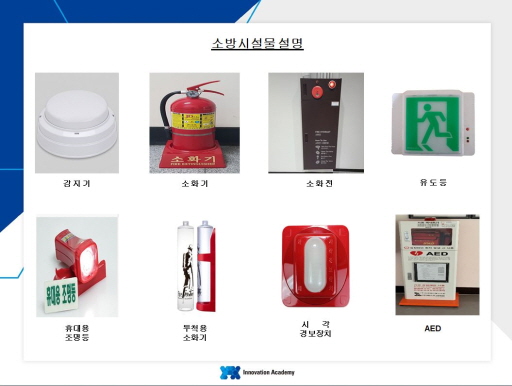 소방시설물설명
소화기
감지기
소화기
소화전
유도등
휴대용 조명등
AED
휴대용
조명등
투척용
소화기
시 각
경보장치
AED
Innovation Academy